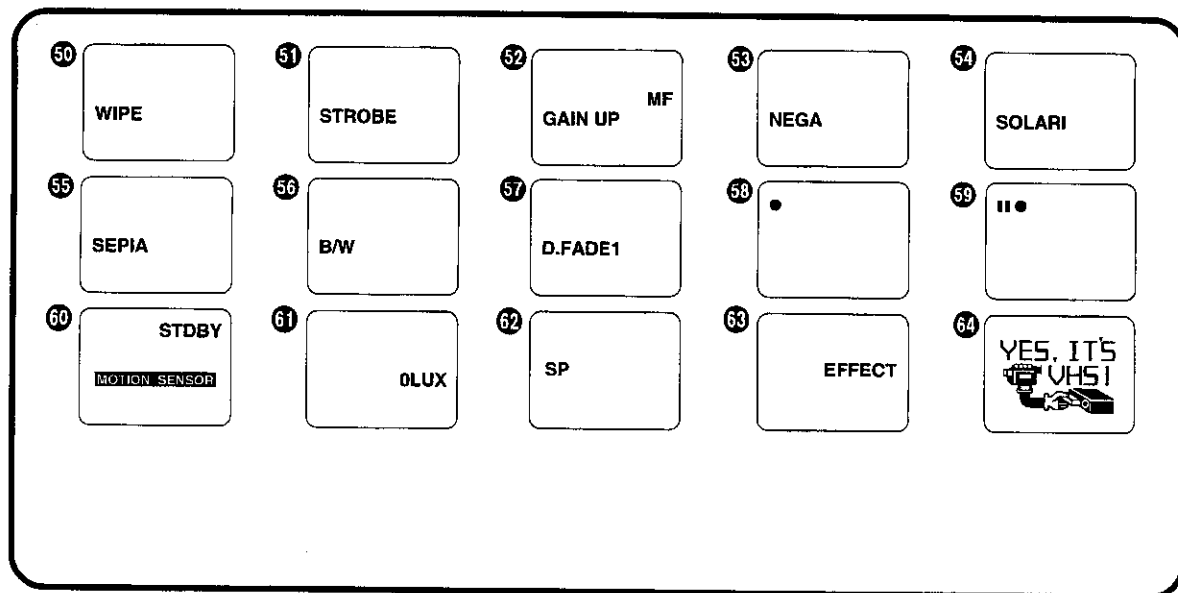 50 51 52 53 54
WIPE
STROBE
MF
GAIN UP
NEGA
SOLARI
55 56 57 58 59
SEPIA
B/W
D.FADE1
60 61 62 63 64
STDBY
MOTION SENSOR
0LUX
SP
EFFECT
YES, IT'S
VHS!